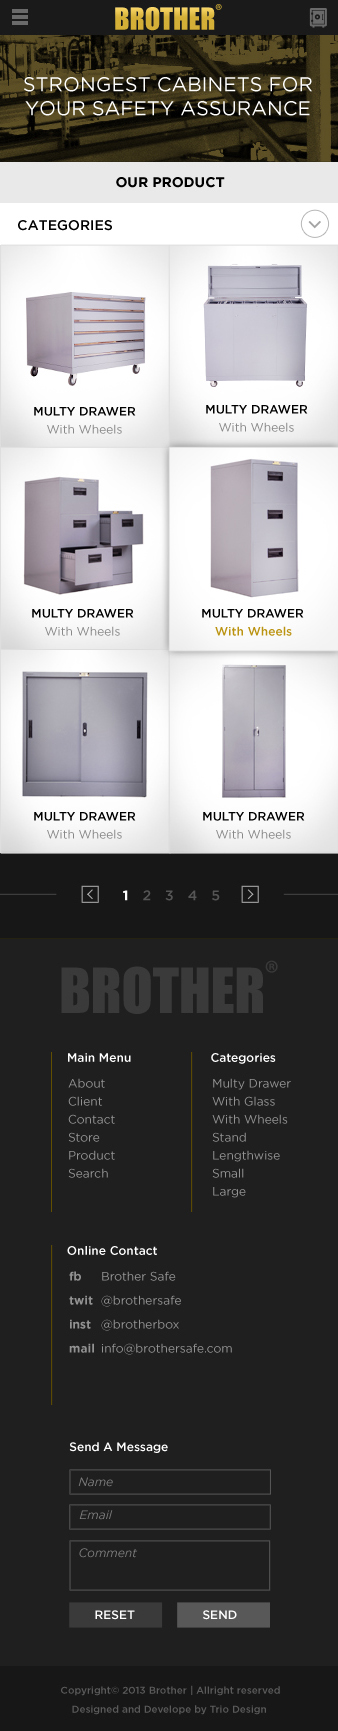 BROTHER®
STRONGEST CABINETS FOR
YOUR SAFETY ASSURANCE
OUR PRODUCT
CATEGORIES
MULTY DRAWER
With Wheels
MULTY DRAWER
With Wheels
MULTY DRAWER
With Wheels
MULTY DRAWER
With Wheels
MULTY DRAWER
With Wheels
MULTY DRAWER
With Wheels
1 2 3 4 5
BROTHER®
Main Menu
About
Client
Contact
Store
Product
Search
Categories
Multy Drawer
With Glass
With Wheels
Stand
Lengthwise
Small
Large
Online Contact
fb Brother Safe
twit @brothersafe
inst @brotherbox
mail info@brothersafe.com
Send A Message
Name
Email
Comment
RESET SEND
Copyright© 2013 Brother | Allright reserved
Designed and Develope by Trio Design